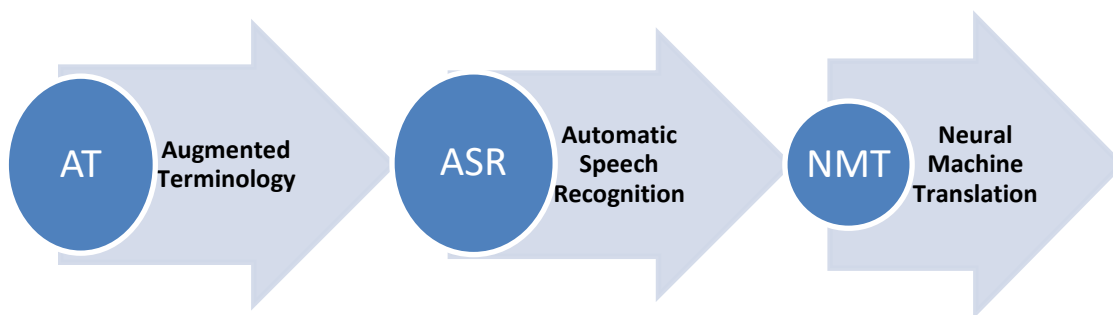 AT
Augmented
Terminology
ASR
Automatic
Speech
Recognition
NMT
Neural
Machine
Translation